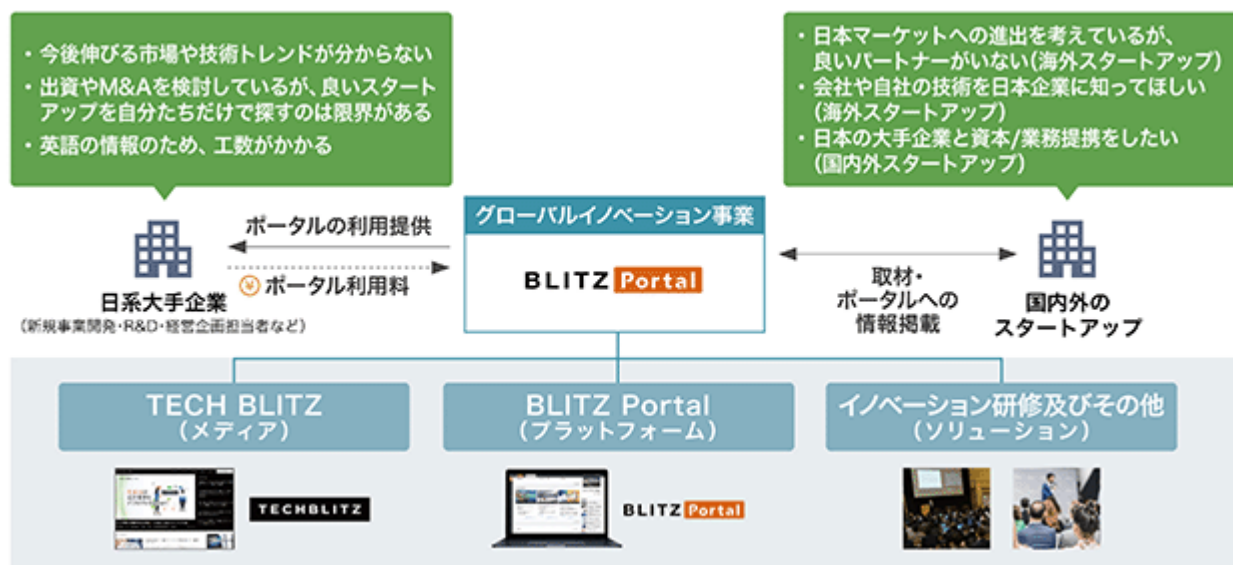 ・今後伸びる市場や技術トレンドが分からない
・出資やM&Aを検討しているが、良いスタート
アップを自分たちだけで探すのは限界がある
・英語の情報のため、工数がかかる
・日本マーケットへの進出を考えているが、
良いパートナーがいない(海外スタートアップ)
・会社や自社の技術を日本企業に知ってほしい
(海外スタートアップ)
・日本の大手企業と資本/業務提携をしたい
(国内外スタートアップ)
日系大手企業
(新規事業開発・R&D・経営企画担当者など)
ポータルの利用提供
¥ ポータル利用料
グローバルイノベーション事業
BLITZ Portal
取材・
ポータルへの
情報掲載
国内外の
スタートアップ
TECH BLITZ
(メディア)
BLITZ Portal
(プラットフォーム)
イノベーション研修及びその他
(ソリューション)
TECHBLITZ
BLITZ Portal